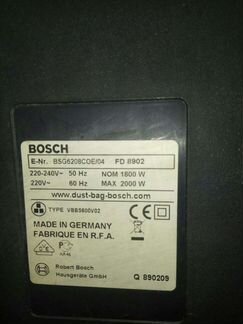 BOSCH
E-Nr. BSG6208COE/04 FD 8902
220-240V~ 50 Hz NOM 1800 W
220V~ 60 Hz MAX 2000 W
www.dust-bag-bosch.com
TYPE VBBS600V02
MADE IN GERMANY
FABRIQUE EN R.F.A.
Robert Bosch
Hausgeräte GmbH Q 890209